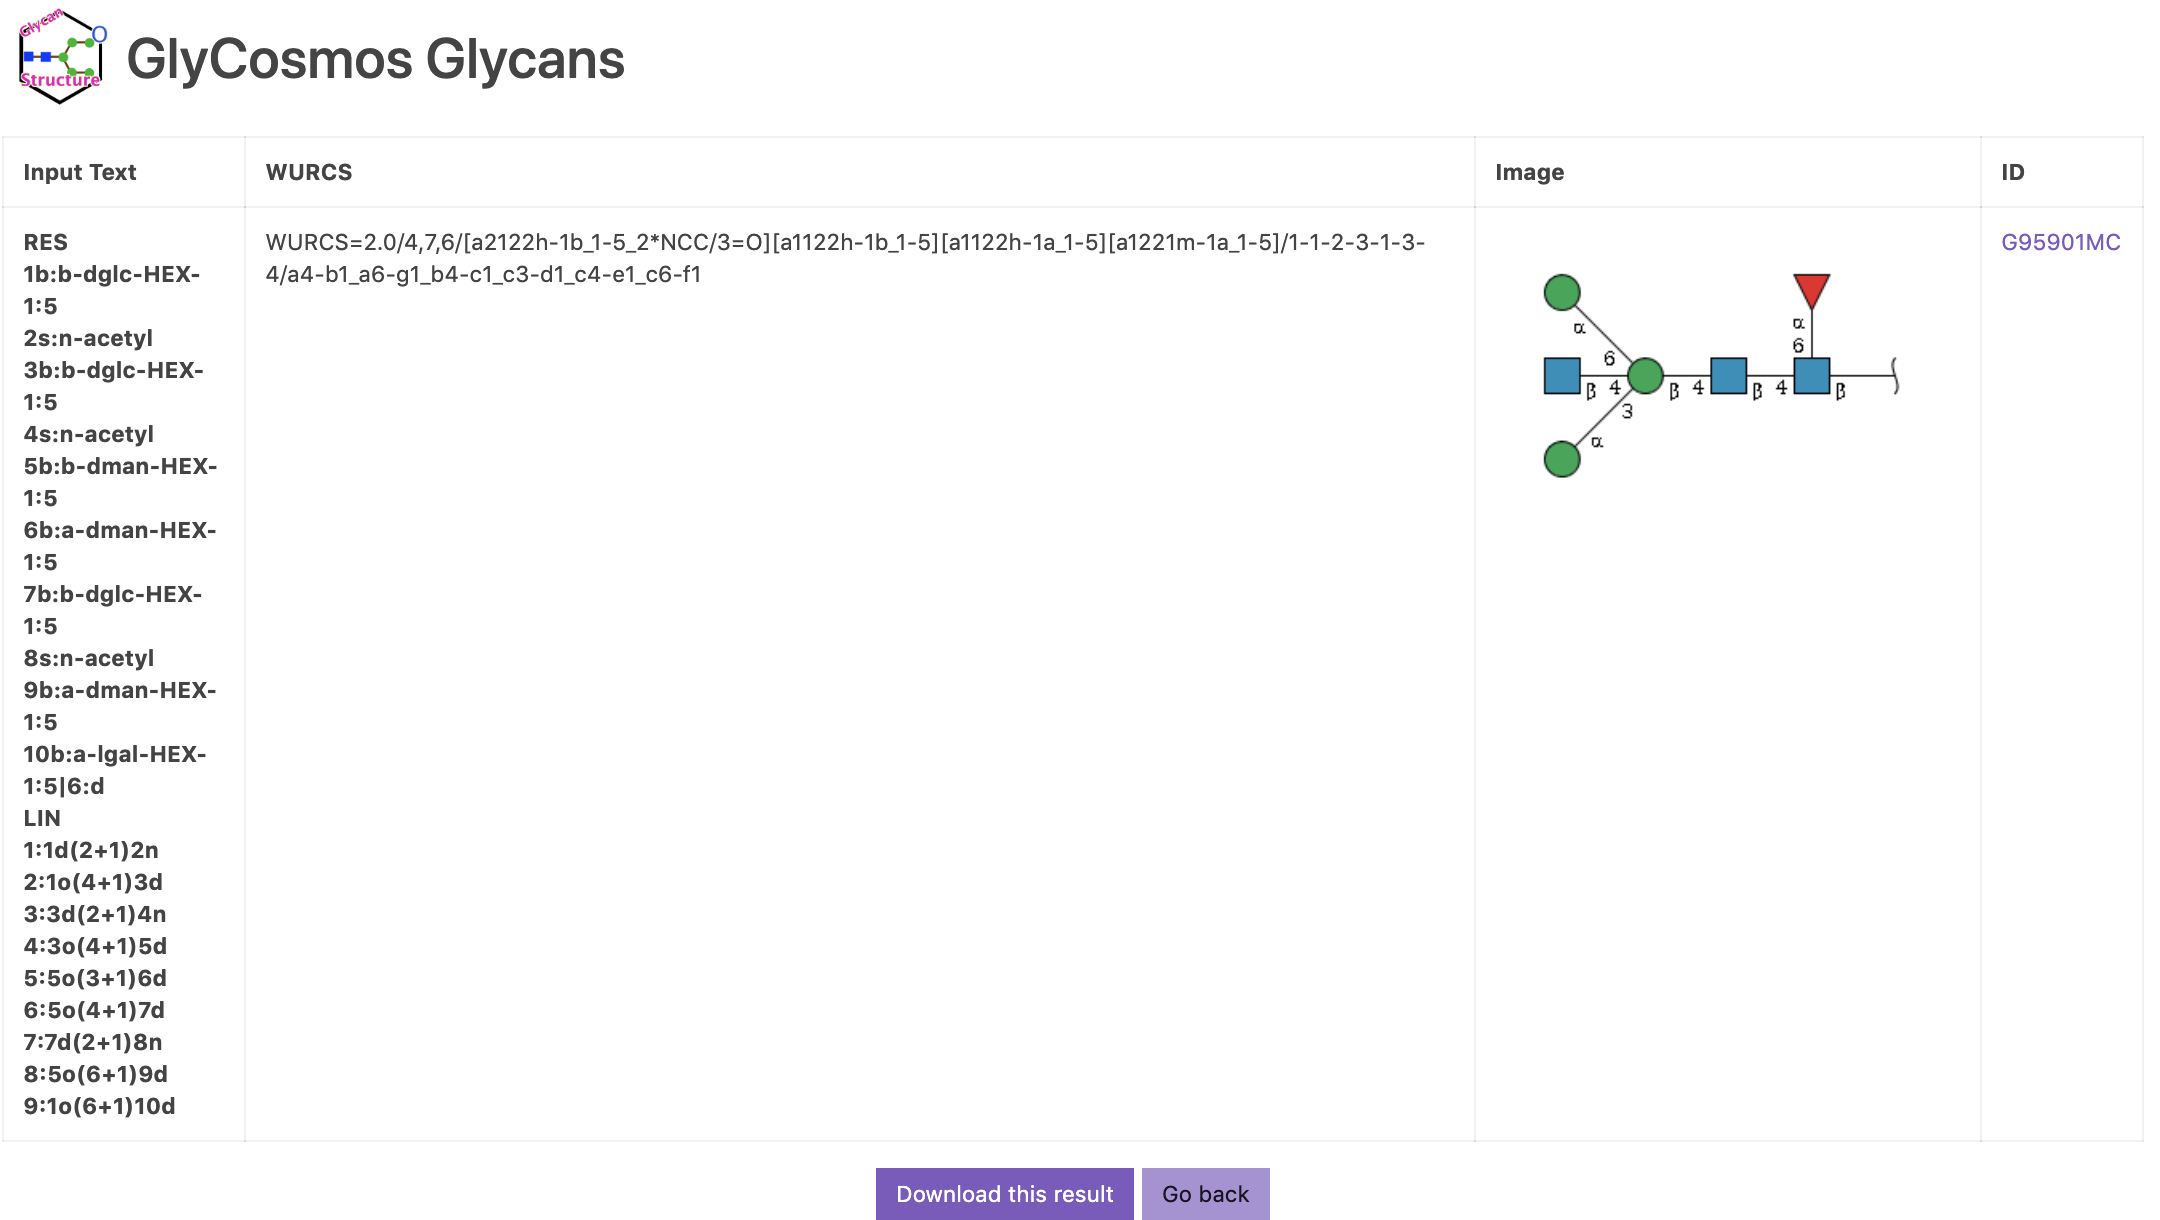 Glycan
O
Structure
GlyCosmos Glycans
Input Text
WURCS
Image
ID
RES
1b:b-dglc-HEX-
1:5
2s:n-acetyl
3b:b-dglc-HEX-
1:5
4s:n-acetyl
5b:b-dman-HEX-
1:5
6b:a-dman-HEX-
1:5
7b:b-dglc-HEX-
1:5
8s:n-acetyl
9b:a-dman-HEX-
1:5
10b:a-lgal-HEX-
1:5|6:d
LIN
1:1d(2+1)2n
2:1o(4+1)3d
3:3d(2+1)4n
4:3o(4+1)5d
5:5o(3+1)6d
6:5o(4+1)7d
7:7d(2+1)8n
8:5o(6+1)9d
9:1o(6+1)10d
WURCS=2.0/4,7,6/[a2122h-1b_1-5_2*NCC/3=O][a1122h-1b_1-5][a1122h-1a_1-5][a1221m-1a_1-5]/1-1-2-3-1-3-
4/a4-b1_a6-g1_b4-c1_c3-d1_c4-e1_c6-f1
α α
6 6
β 4 β 4 β 4 β
3
α
G95901MC
Download this result
Go back